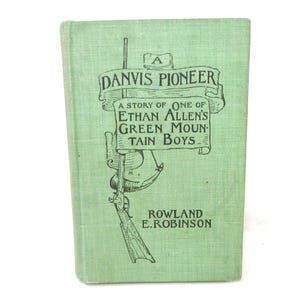 A
DANVIS PIONEER
A STORY OF ONE OF
ETHAN ALLEN'S
GREEN MOUN-
TAIN BOYS
ROWLAND
E. ROBINSON